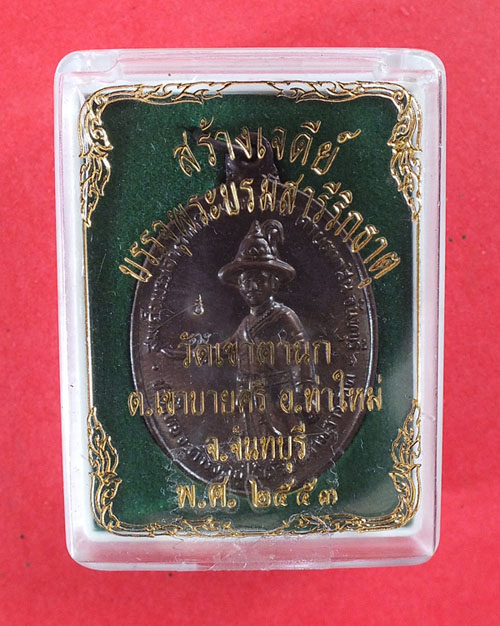 สร้างเจดีย์
บรรจุพระบรมสารีริกธาตุ
วัดเขาตานก
ต.เขาบายศรี อ.ท่าใหม่
จ.จันทบุรี
พ.ศ. ๒๕๕๓